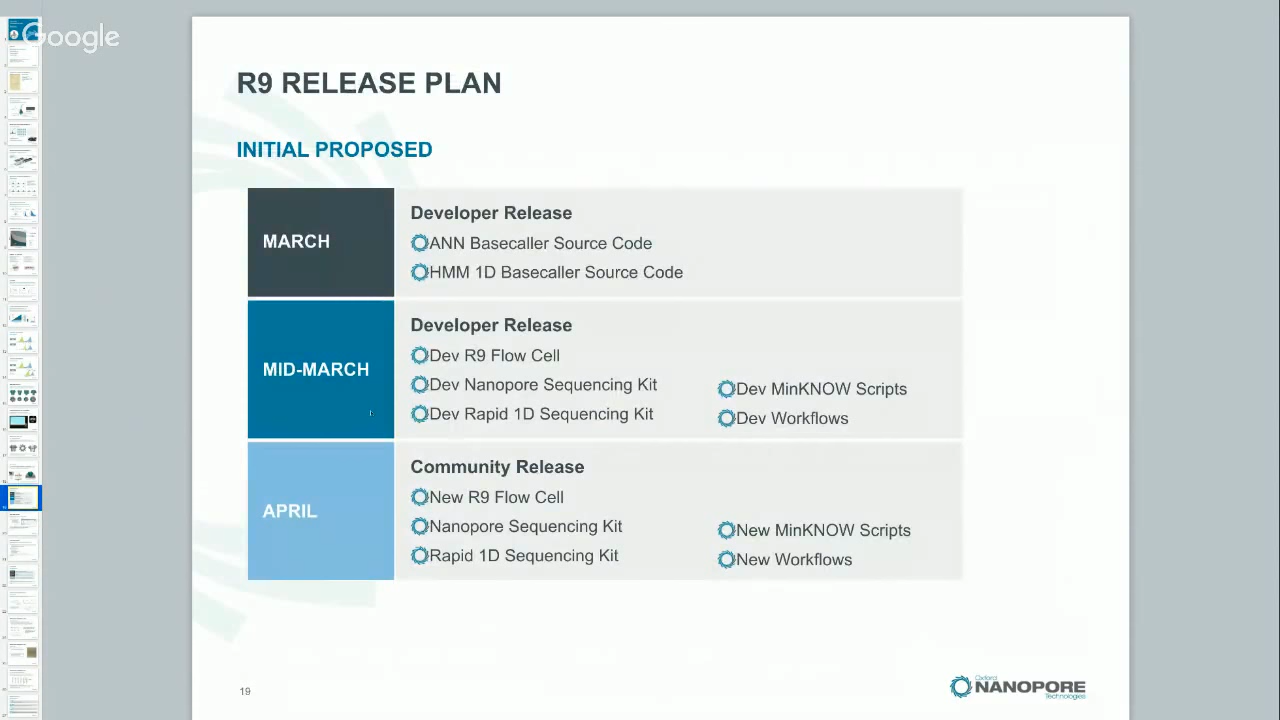 Google
R9 RELEASE PLAN
INITIAL PROPOSED
MARCH
Developer Release
ANN Basecaller Source Code
HMM 1D Basecaller Source Code
MID-MARCH
Developer Release
Dev R9 Flow Cell
Dev Nanopore Sequencing Kit
Dev Rapid 1D Sequencing Kit
Dev MinKNOW Scripts
Dev Workflows
APRIL
Community Release
New R9 Flow Cell
Nanopore Sequencing Kit
Rapid 1D Sequencing Kit
New MinKNOW Scripts
New Workflows
19
Oxford
NANOPORE
Technologies